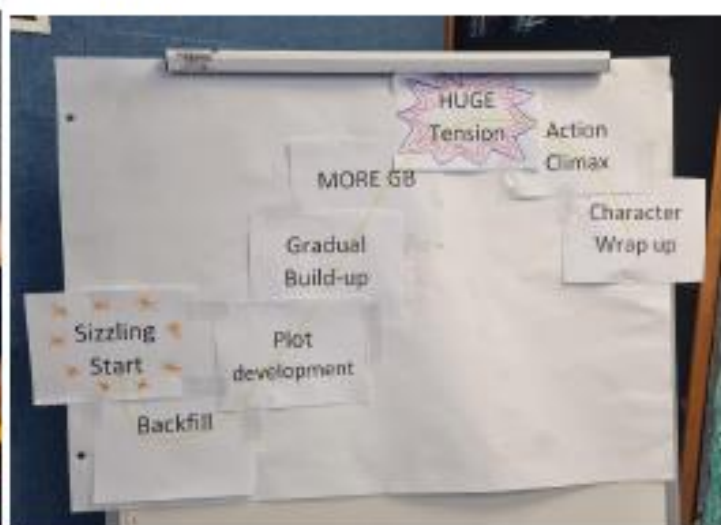 HUGE
Tension
Action
Climax
MORE GB
Character
Wrap up
Gradual
Build-up
Sizzling
Start
Plot
development
Backfill